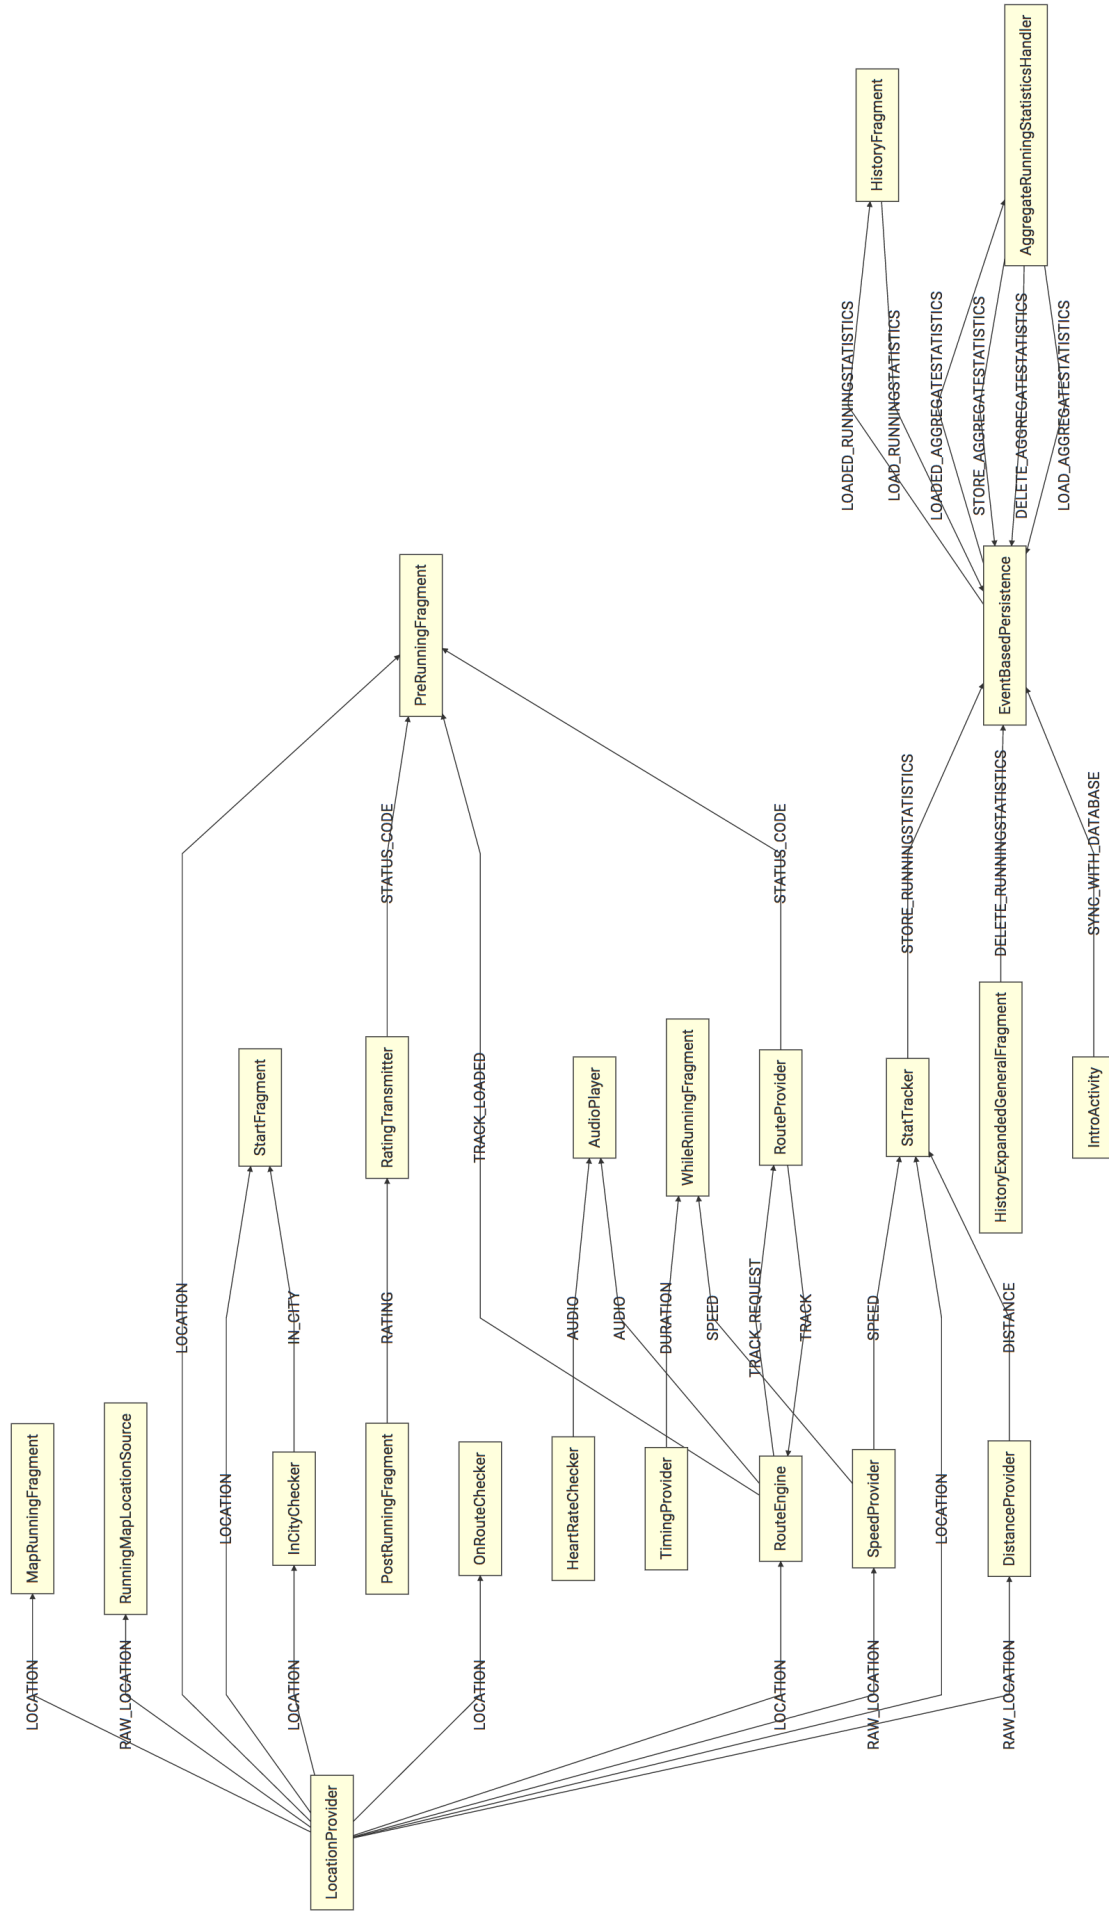 MapRunningFragment
RunningMapLocationSource
StartFragment
InCityChecker
LocationProvider
RatingTransmitter
PostRunningFragment
PreRunningFragment
OnRouteChecker
AudioPlayer
HeartRateChecker
WhileRunningFragment
TimingProvider
RouteProvider
RouteEngine
HistoryFragment
StatTracker
SpeedProvider
AggregateRunningStatisticsHandler
EventBasedPersistence
HistoryExpandedGeneralFragment
DistanceProvider
IntroActivity
LOCATION
RAW_LOCATION
LOCATION
LOCATION
LOCATION
IN_CITY
STATUS_CODE
RATING
TRACK_LOADED
LOCATION
AUDIO
AUDIO
DURATION
SPEED
TRACK_REQUEST
TRACK
STATUS_CODE
LOCATION
SPEED
RAW_LOCATION
LOCATION
DISTANCE
RAW_LOCATION
STORE_RUNNINGSTATISTICS
DELETE_RUNNINGSTATISTICS
SYNC_WITH_DATABASE
LOADED_RUNNINGSTATISTICS
LOAD_RUNNINGSTATISTICS
LOADED_AGGREGATESTATISTICS
STORE_AGGREGATESTATISTICS
DELETE_AGGREGATESTATISTICS
LOAD_AGGREGATESTATISTICS